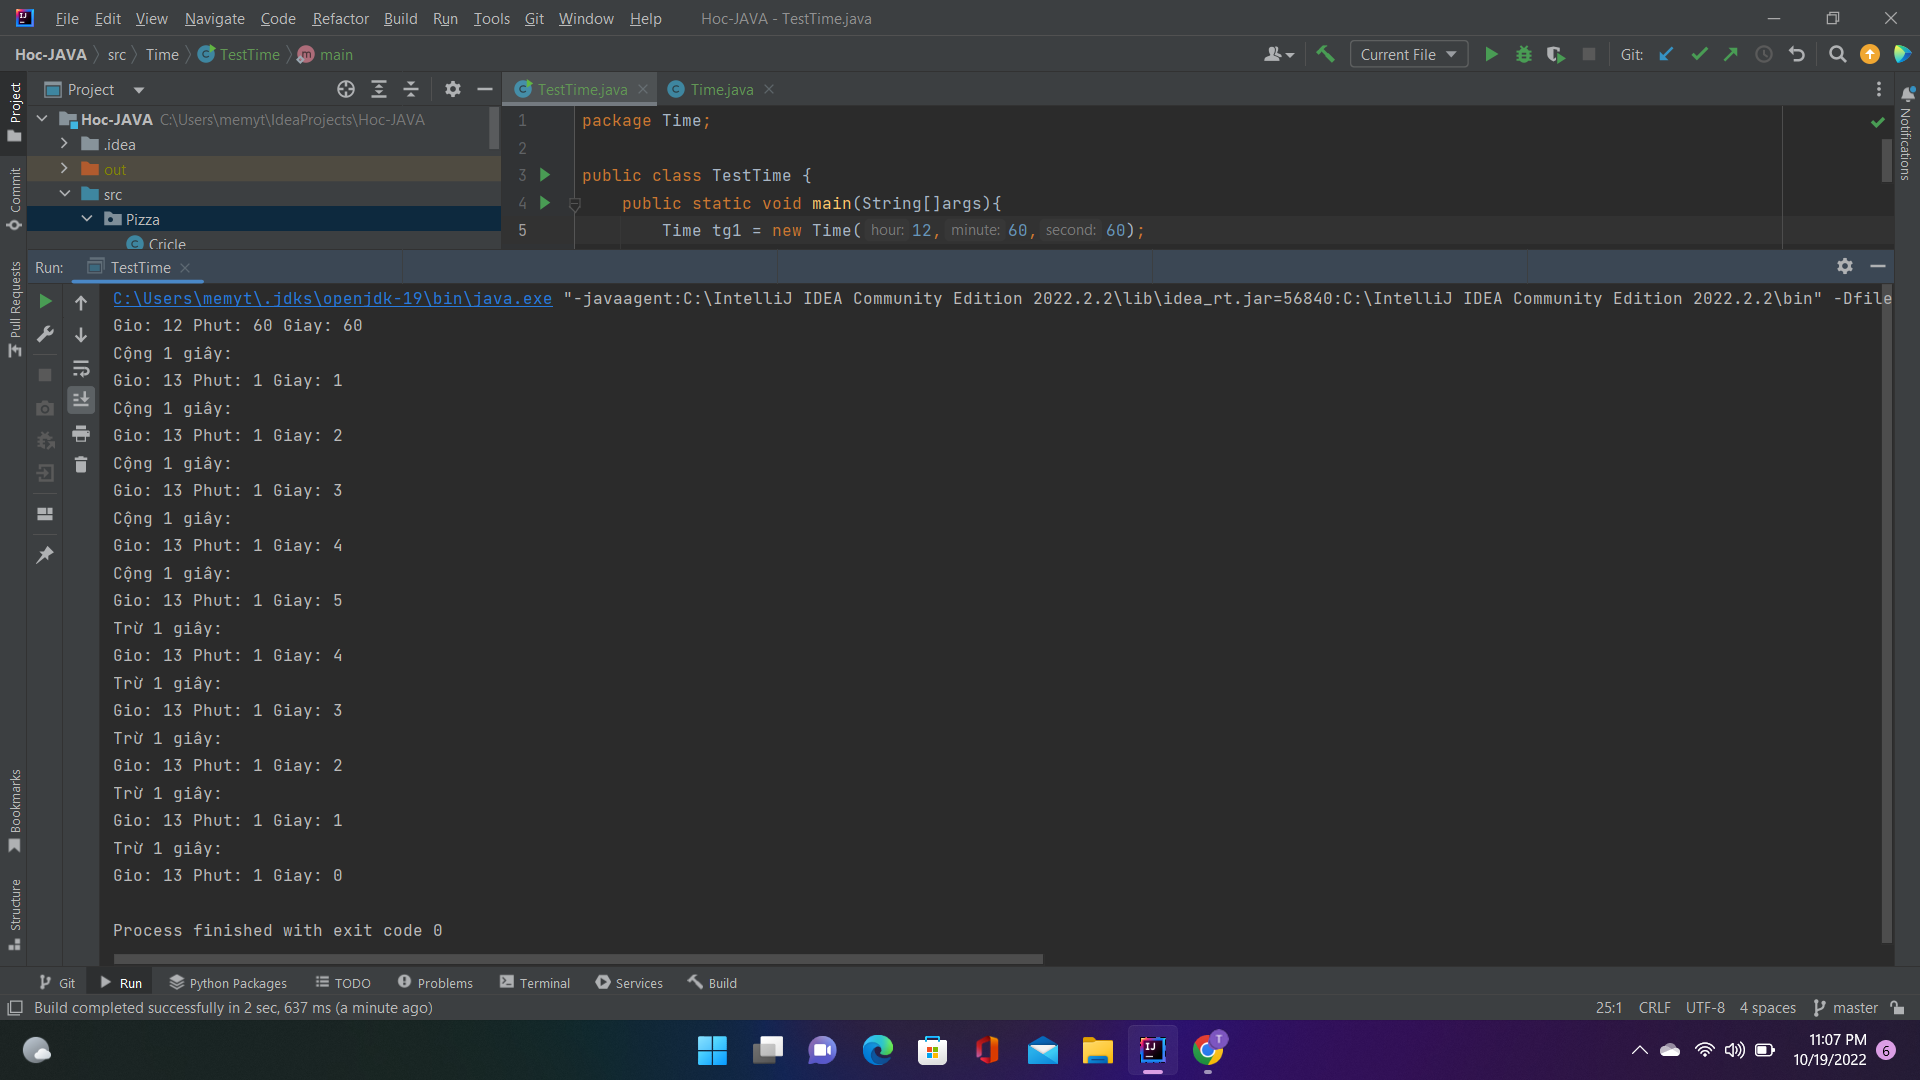 File Edit View Navigate Code Refactor Build Run Tools Git Window Help Hoc-JAVA - TestTime.java
Hoc-JAVA src Time TestTime main Current File Git:
Project
TestTime.java Time.java
Hoc-JAVA C:\Users\memyt\IdeaProjects\Hoc-JAVA
.idea
out
src
Pizza
Cricle
1 package Time;
2
3 public class TestTime {
4 public static void main(String[]args){
5 Time tg1 = new Time( hour: 12, minute: 60, second: 60);
Run: TestTime
C:\Users\memyt\.jdks\openjdk-19\bin\java.exe "-javaagent:C:\IntelliJ IDEA Community Edition 2022.2.2\lib\idea_rt.jar=56840:C:\IntelliJ IDEA Community Edition 2022.2.2\bin" -Dfile
Gio: 12 Phut: 60 Giay: 60
Cộng 1 giây:
Gio: 13 Phut: 1 Giay: 1
Cộng 1 giây:
Gio: 13 Phut: 1 Giay: 2
Cộng 1 giây:
Gio: 13 Phut: 1 Giay: 3
Cộng 1 giây:
Gio: 13 Phut: 1 Giay: 4
Cộng 1 giây:
Gio: 13 Phut: 1 Giay: 5
Trừ 1 giây:
Gio: 13 Phut: 1 Giay: 4
Trừ 1 giây:
Gio: 13 Phut: 1 Giay: 3
Trừ 1 giây:
Gio: 13 Phut: 1 Giay: 2
Trừ 1 giây:
Gio: 13 Phut: 1 Giay: 1
Trừ 1 giây:
Gio: 13 Phut: 1 Giay: 0
Process finished with exit code 0
Project
Commit
Pull Requests
Bookmarks
Structure
Notifications
Git Run Python Packages TODO Problems Terminal Services Build
Build completed successfully in 2 sec, 637 ms (a minute ago) 25:1 CRLF UTF-8 4 spaces master
11:07 PM
10/19/2022 6